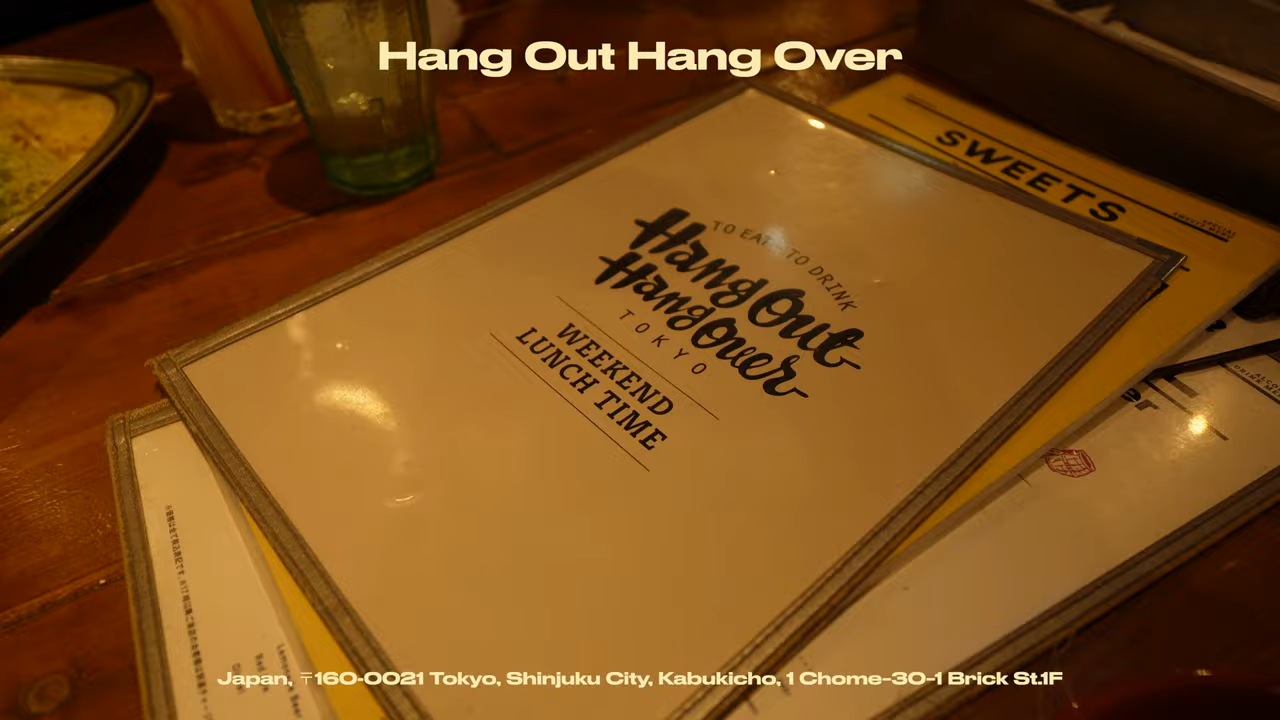 Hang Out Hang Over
SWEETS
TO EAT TO DRINK
Hang Out
Hang Over
TOKYO
WEEKEND
LUNCH TIME
er
Japan, 〒160-0021 Tokyo, Shinjuku City, Kabukicho, 1 Chome-30-1 Brick St.1F